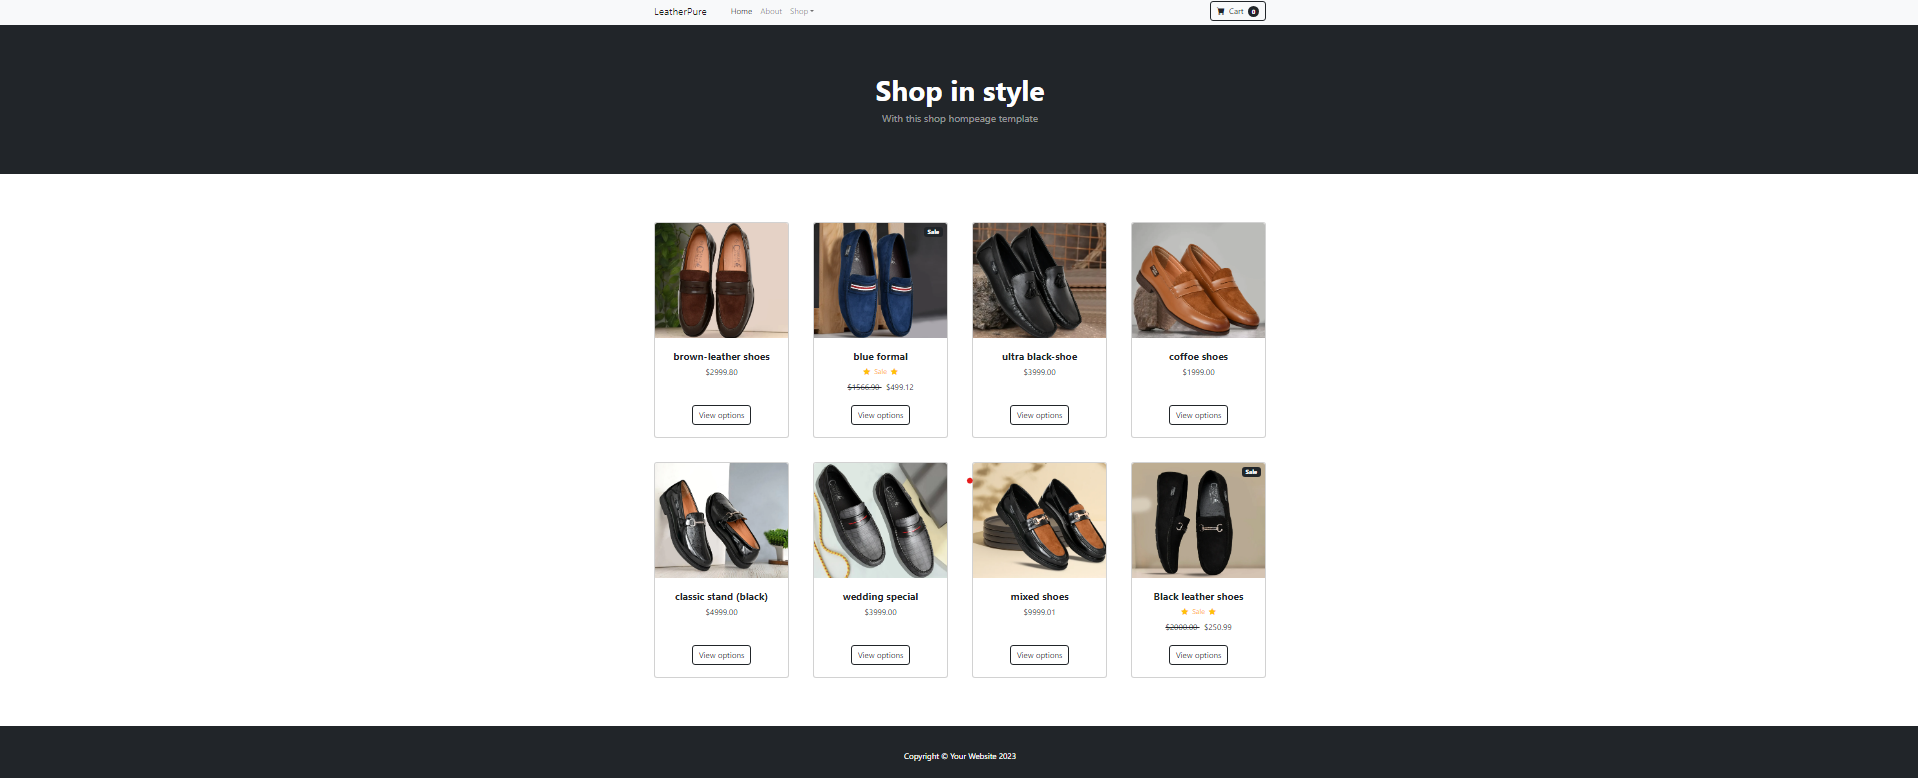 LeatherPure Home About Shop Cart 0
Shop in style
With this shop hompeage template
Sale
brown-leather shoes
$2999.80
View options
blue formal
Sale
$1566.90 $499.12
View options
ultra black-shoe
$3999.00
View options
coffoe shoes
$1999.00
View options
Sale
classic stand (black)
$4999.00
View options
wedding special
$3999.00
View options
mixed shoes
$9999.01
View options
Black leather shoes
Sale
$2000.00 $250.99
View options
Copyright © Your Website 2023